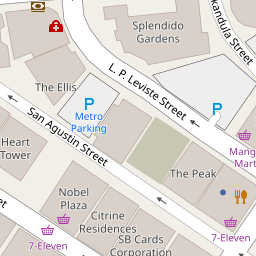 Splendido
Gardens
kandula Street
The Ellis
P
Metro
Parking
L. P. Leviste Street
P
San Agustin Street
Heart
Tower
Mang
Mart
The Peak
Nobel
Plaza
Citrine
Residences
7-Eleven
SB Cards
Corporation
7-Eleven